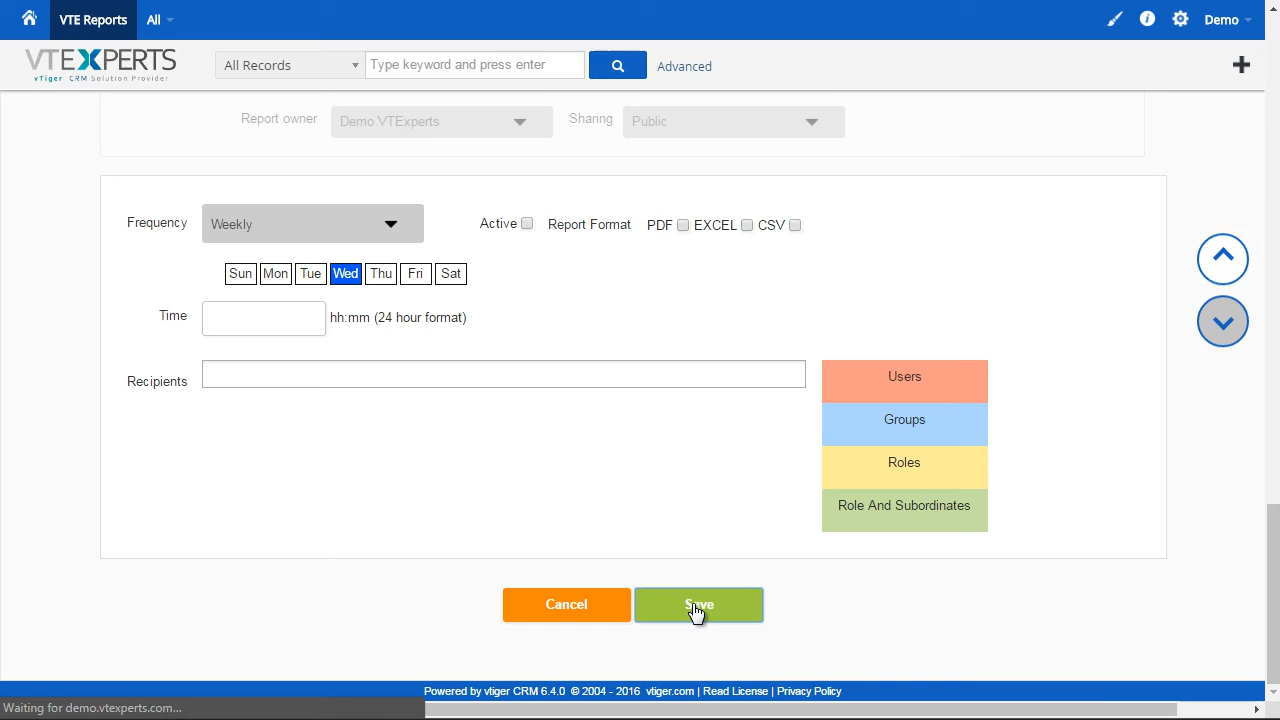 VTE Reports All Demo
VTEXPERTS
vTiger CRM Solution Provider
All Records Type keyword and press enter Advanced
Report owner Demo VTExperts Sharing Public
Frequency Weekly Active Report Format PDF EXCEL CSV
Sun Mon Tue Wed Thu Fri Sat
Time hh:mm (24 hour format)
Recipients
Users
Groups
Roles
Role And Subordinates
Cancel Save
Powered by vtiger CRM 6.4.0 © 2004 - 2016 vtiger.com | Read License | Privacy Policy
Waiting for demo.vtexperts.com...